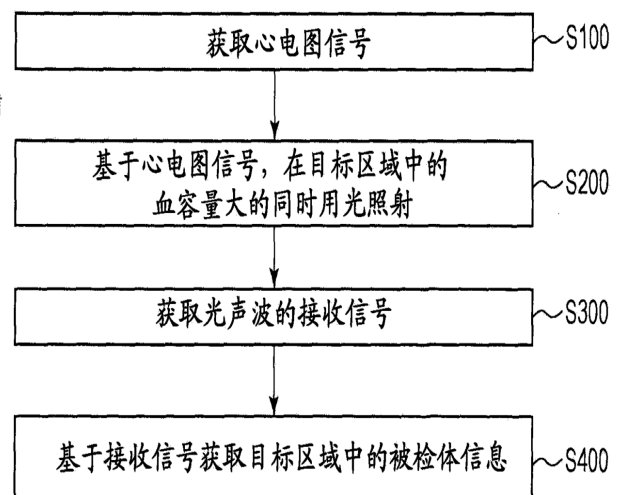 获取心电图信号
S100
基于心电图信号，在目标区域中的
血容量大的同时用光照射
S200
获取光声波的接收信号
S300
基于接收信号获取目标区域中的被检体信息
S400